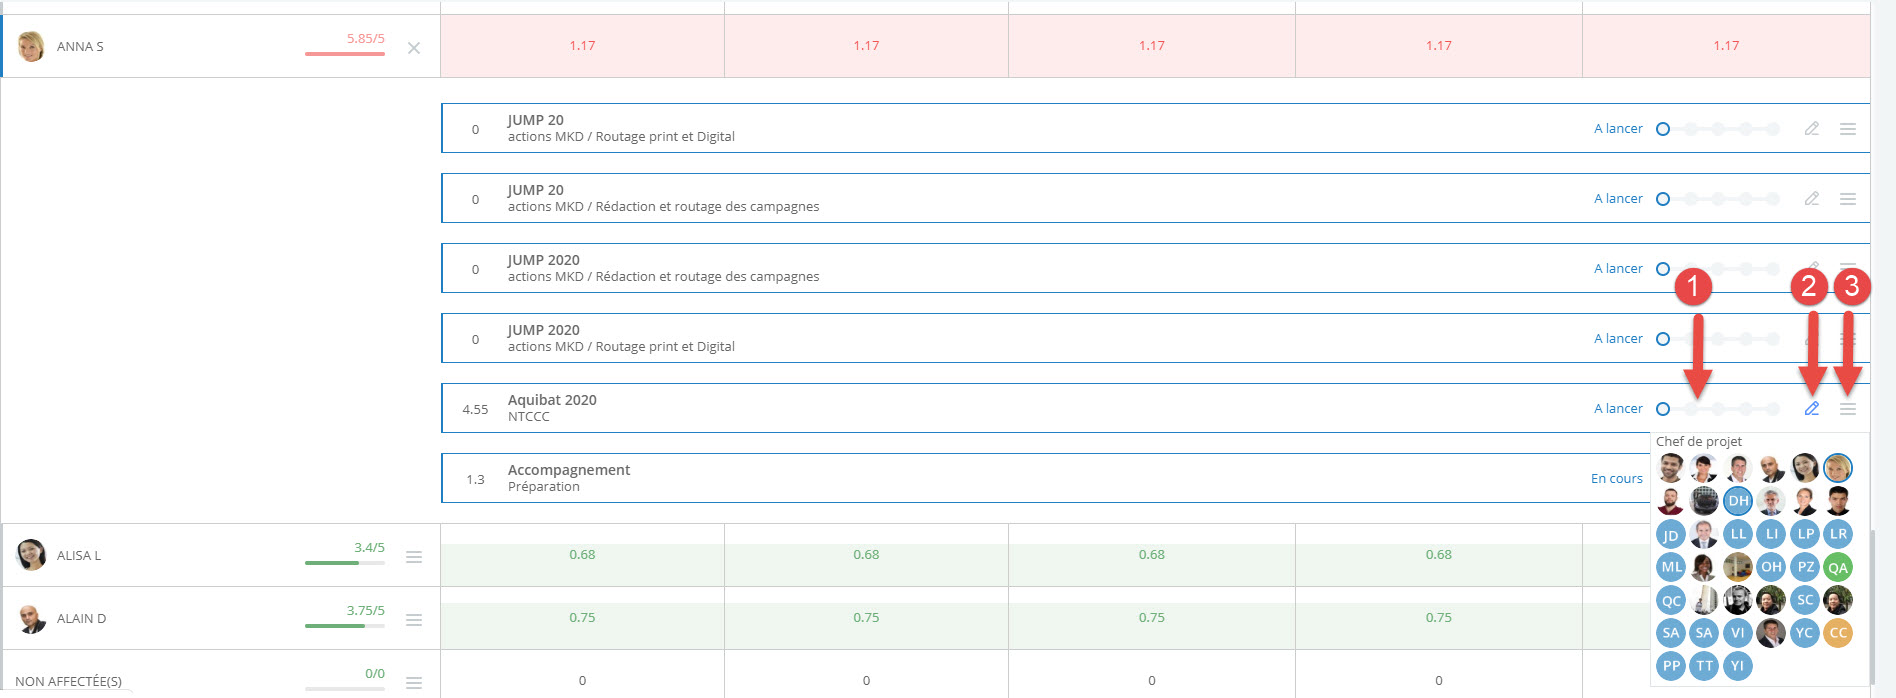 ANNA S 5.85/5 1.17 1.17 1.17 1.17 1.17
0 JUMP 20 A lancer
actions MKD / Routage print et Digital
0 JUMP 20 A lancer
actions MKD / Rédaction et routage des campagnes
0 JUMP 2020 A lancer
actions MKD / Rédaction et routage des campagnes
1 2 3
0 JUMP 2020 A lancer
actions MKD / Routage print et Digital
4.55 Aquibat 2020 A lancer
NTCCC
Chef de projet
1.3 Accompagnement En cours
Préparation
DH
JD LL LI LP LR
ML OH PZ QA
QC SC
SA SA VI YC CC
PP TT YI
ALISA L 3.4/5 0.68 0.68 0.68 0.68
ALAIN D 3.75/5 0.75 0.75 0.75 0.75
NON AFFECTÉE(S) 0/0 0 0 0 0